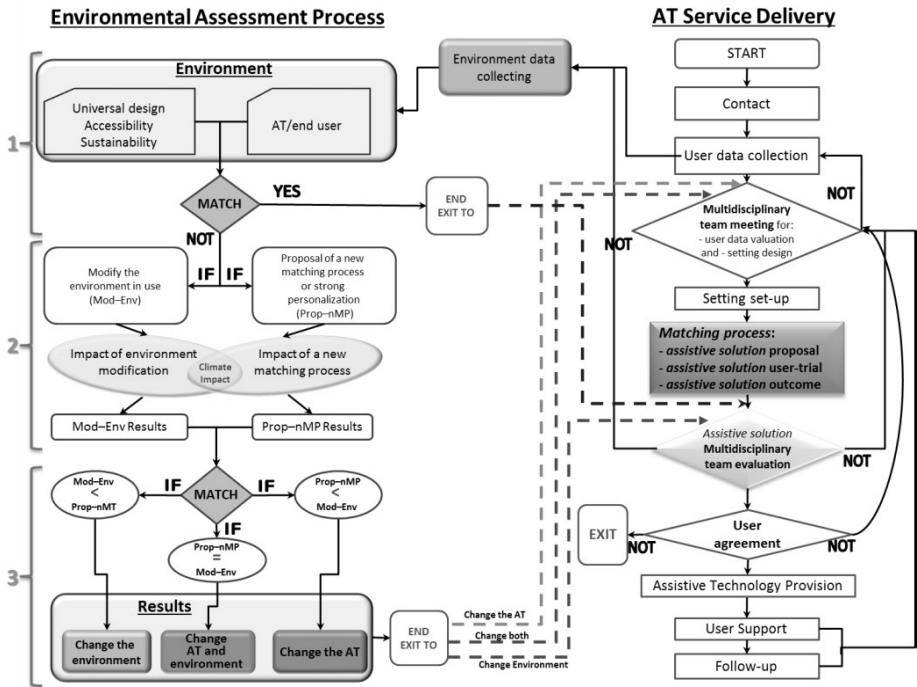 Environmental Assessment Process
AT Service Delivery
1
Environment
Universal design
Accessibility
Sustainability
AT/end user
Environment data
collecting
MATCH
YES
END
EXIT TO
NOT
2
Modify the
environment in use
(Mod–Env)
IF
IF
Proposal of a new
matching process
or strong
personalization
(Prop–nMP)
Impact of environment
modification
Climate
Impact
Impact of a new
matching process
Mod–Env Results
Prop–nMP Results
3
Mod–Env
<
Prop–nMT
IF
MATCH
IF
Prop–nMP
<
Mod–Env
IF
Prop–nMP
=
Mod–Env
Results
Change the
environment
Change
AT and
environment
Change the AT
END
EXIT TO
Change the AT
Change both
Change Environment
START
Contact
User data collection
NOT
NOT
Multidisciplinary
team meeting for:
- user data valuation
and - setting design
Setting set-up
Matching process:
- assistive solution proposal
- assistive solution user-trial
- assistive solution outcome
Assistive solution
Multidisciplinary
team evaluation
NOT
EXIT
NOT
User
agreement
NOT
Assistive Technology Provision
User Support
Follow-up